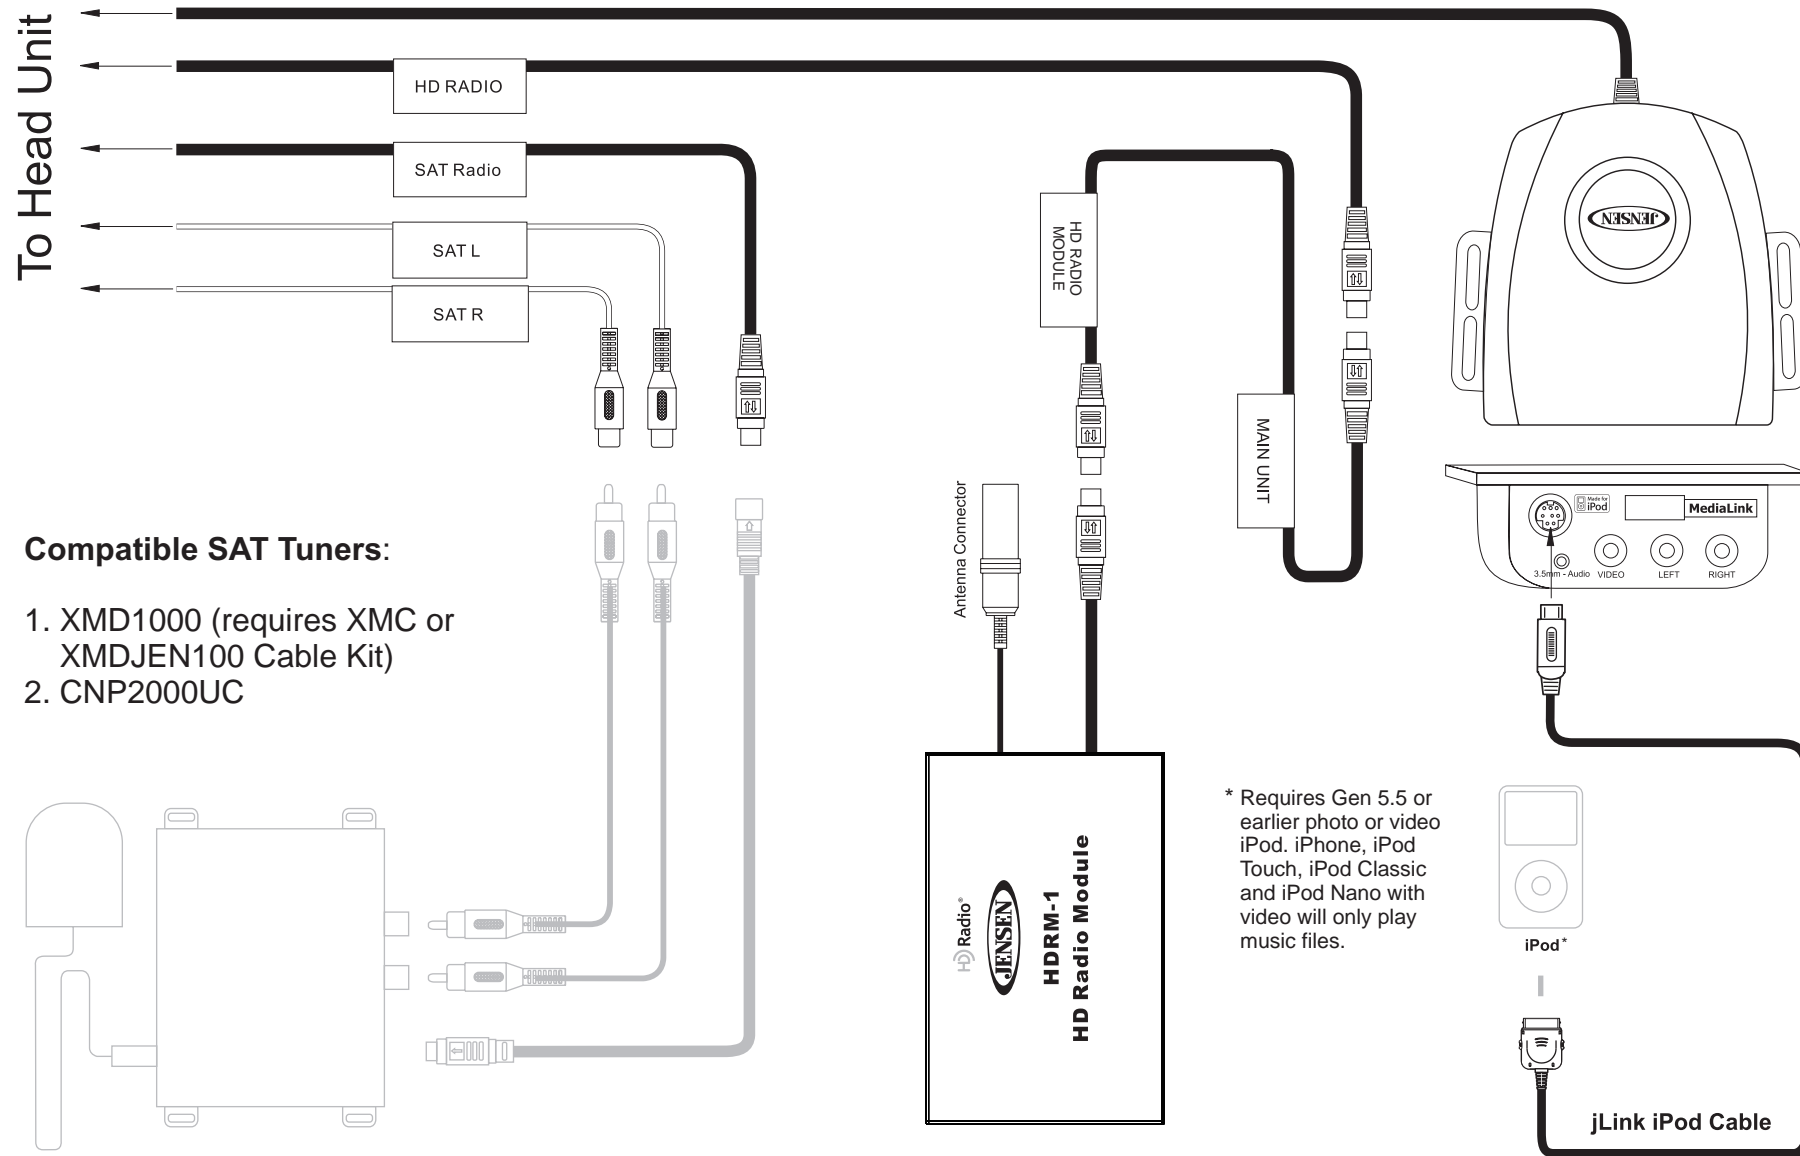 To Head Unit
HD RADIO
SAT Radio
SAT L
SAT R
HD RADIO
MODULE
MAIN UNIT
JENSEN
Made for
iPod
MediaLink
3.5mm - Audio
VIDEO
LEFT
RIGHT
Antenna Connector
Compatible SAT Tuners:
1. XMD1000 (requires XMC or
XMDJEN100 Cable Kit)
2. CNP2000UC
HD Radio®
JENSEN
HDRM-1
HD Radio Module
* Requires Gen 5.5 or
earlier photo or video
iPod. iPhone, iPod
Touch, iPod Classic
and iPod Nano with
video will only play
music files.
iPod*
jLink iPod Cable